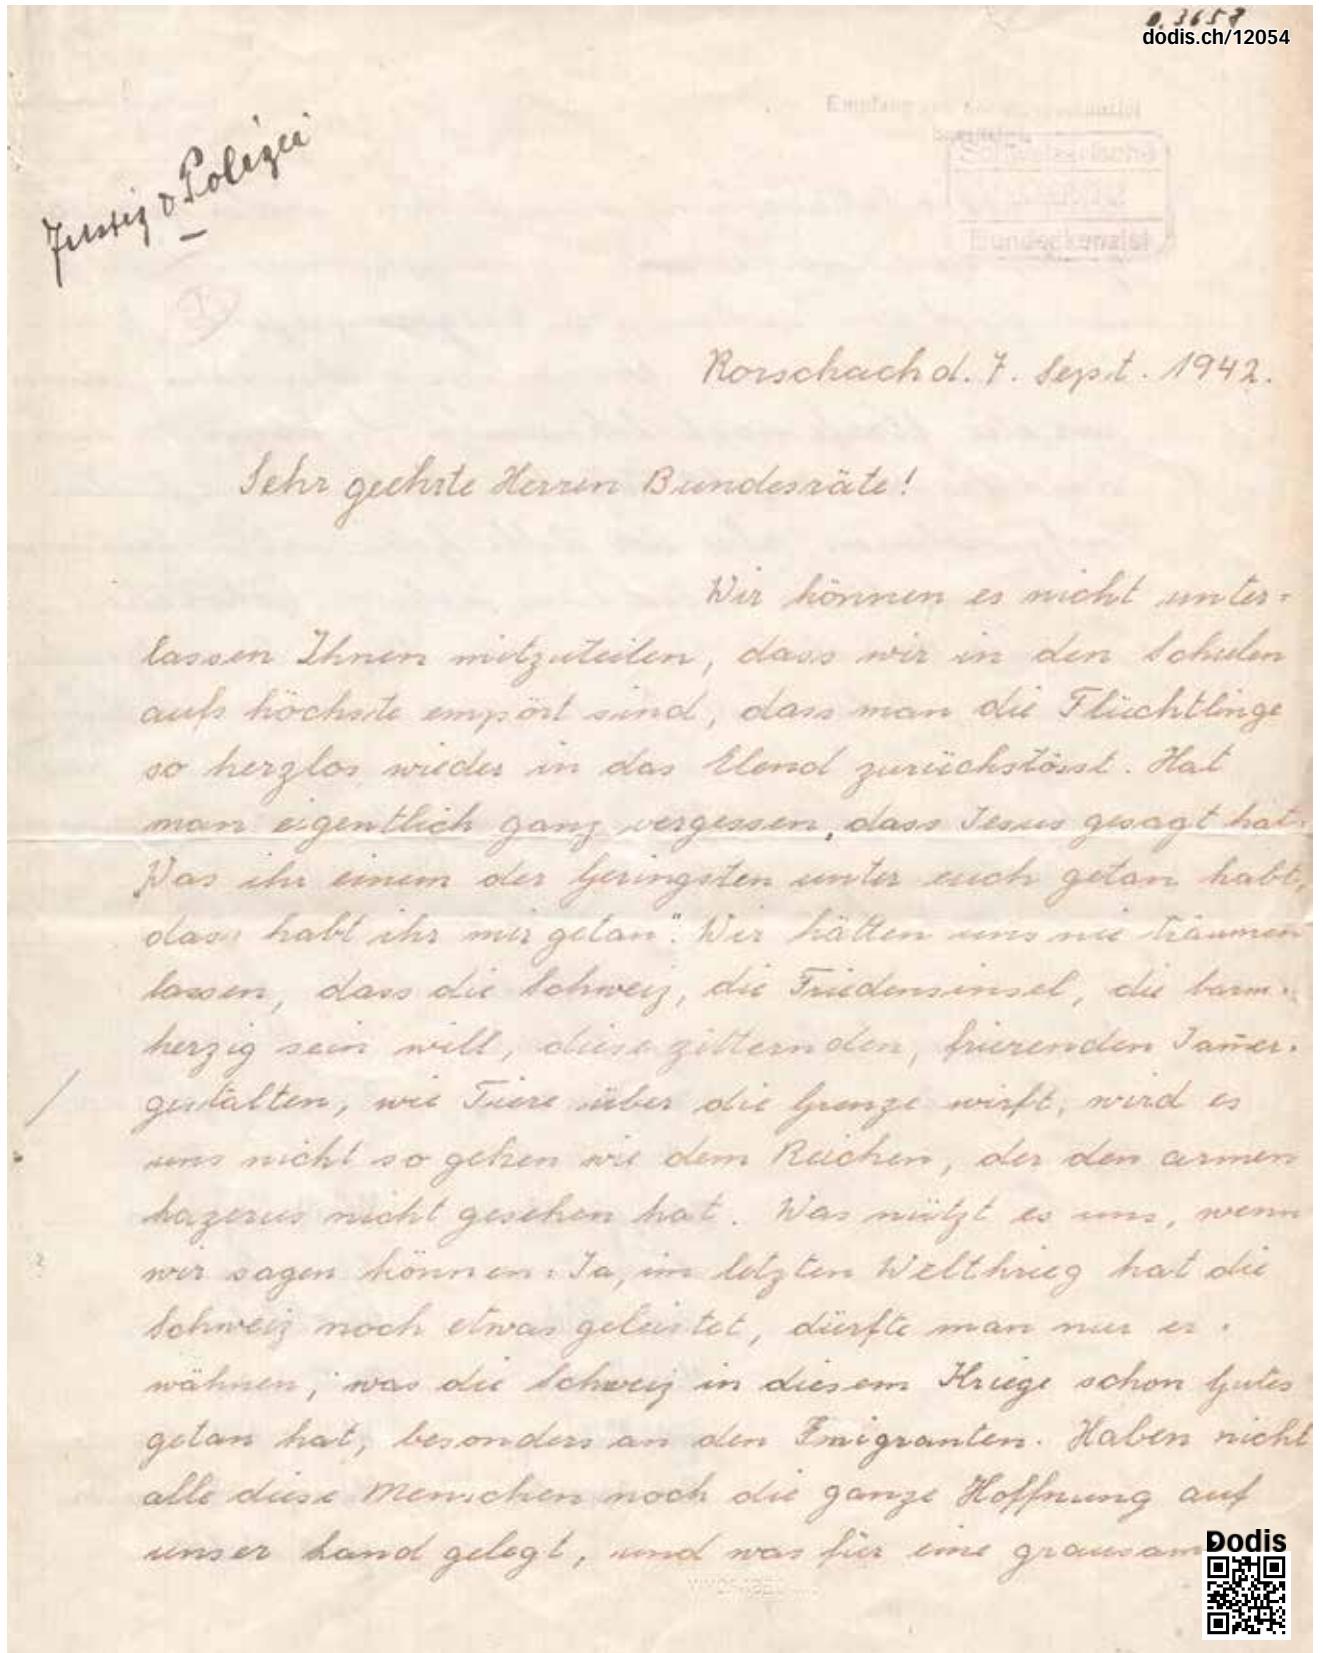 0.3657
dodis.ch/12054
Justiz & Polizei
Empfang
Schweizerische
Bundeskanzlei
Rorschach d. 7. Sept. 1942.
Sehr geehrte Herren Bundesräte!
Wir können es nicht unter=
lassen Ihnen mitzuteilen, dass wir in den Schulen
aufs höchste empört sind, dass man die Flüchtlinge
so herzlos wieder in das Elend zurückstösst. Hat
man eigentlich ganz vergessen, dass Jesus gesagt hat:
„Was ihr einem der Geringsten unter euch getan habt,
das habt ihr mir getan". Wir hätten uns nie träumen
lassen, dass die Schweiz, die Friedensinsel, die barm-
herzig sein will, diese zitternden, frierenden Jam̄er-
gestalten, wie Tiere über die Grenze wirft, wird es
uns nicht so gehen wie dem Reichen, der den armen
Lazerus nicht gesehen hat. Was nützt es uns, wenn
wir sagen können: Ja, im letzten Weltkrieg hat die
Schweiz noch etwas geleistet, dürfte man nur er-
wähnen, was die Schweiz in diesem Kriege schon Gutes
getan hat, besonders an den Emigranten. Haben nicht
alle diese Menschen noch die ganze Hoffnung auf
unser Land gelegt, und was für eine grausam
Dodis